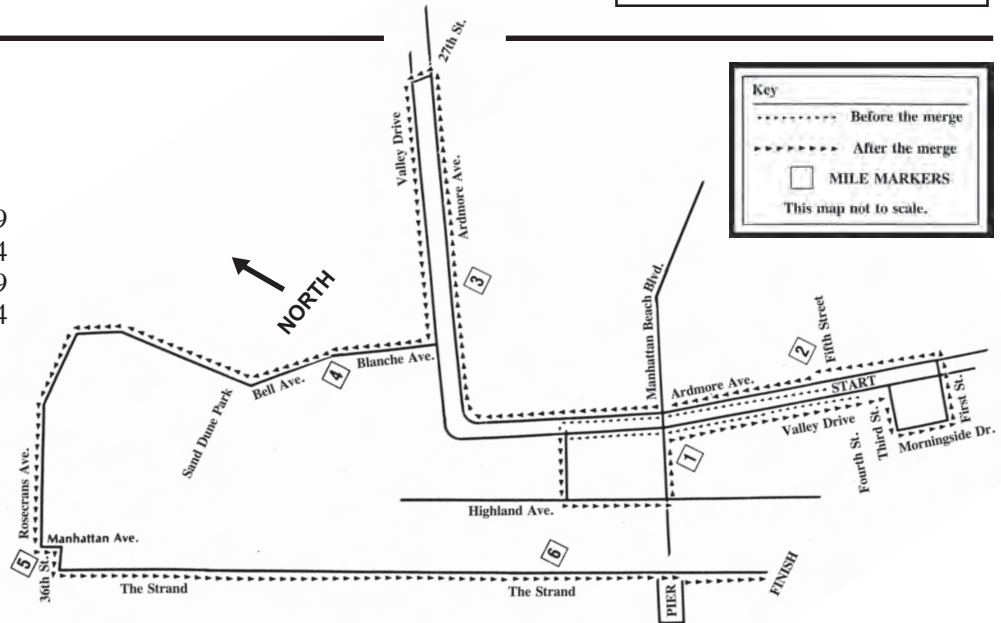 Key
Before the merge
After the merge
MILE MARKERS
This map not to scale.
27th St.
Valley Drive
Ardmore Ave.
9
4
9
4
NORTH
3
Manhattan Beach Blvd.
Fifth Street
2
Ardmore Ave.
START
Blanche Ave.
4
Bell Ave.
Sand Dune Park
Valley Drive
First St.
Third St.
Fourth St.
Morningside Dr.
1
Highland Ave.
Rosecrans Ave.
Manhattan Ave.
5
36th St.
6
The Strand
The Strand
PIER
FINISH